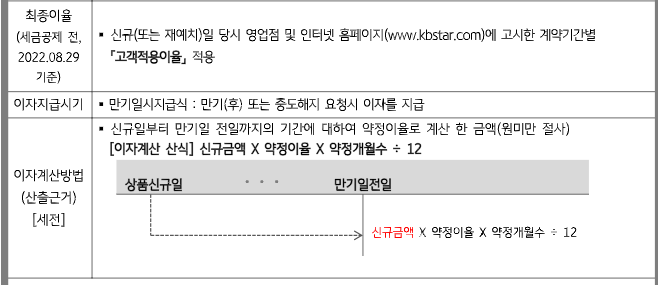 최종이율
(세금공제 전,
2022.08.29
기준)
▪ 신규(또는 재예치)일 당시 영업점 및 인터넷 홈페이지(www.kbstar.com)에 고시한 계약기간별
「고객적용이율」 적용
이자지급시기
▪ 만기일시지급식 : 만기(후) 또는 중도해지 요청시 이자를 지급
이자계산방법
(산출근거)
[세전]
▪ 신규일부터 만기일 전일까지의 기간에 대하여 약정이율로 계산 한 금액(원미만 절사)
[이자계산 산식] 신규금액 X 약정이율 X 약정개월수 ÷ 12
상품신규일 · · · 만기일전일
신규금액 X 약정이율 X 약정개월수 ÷ 12